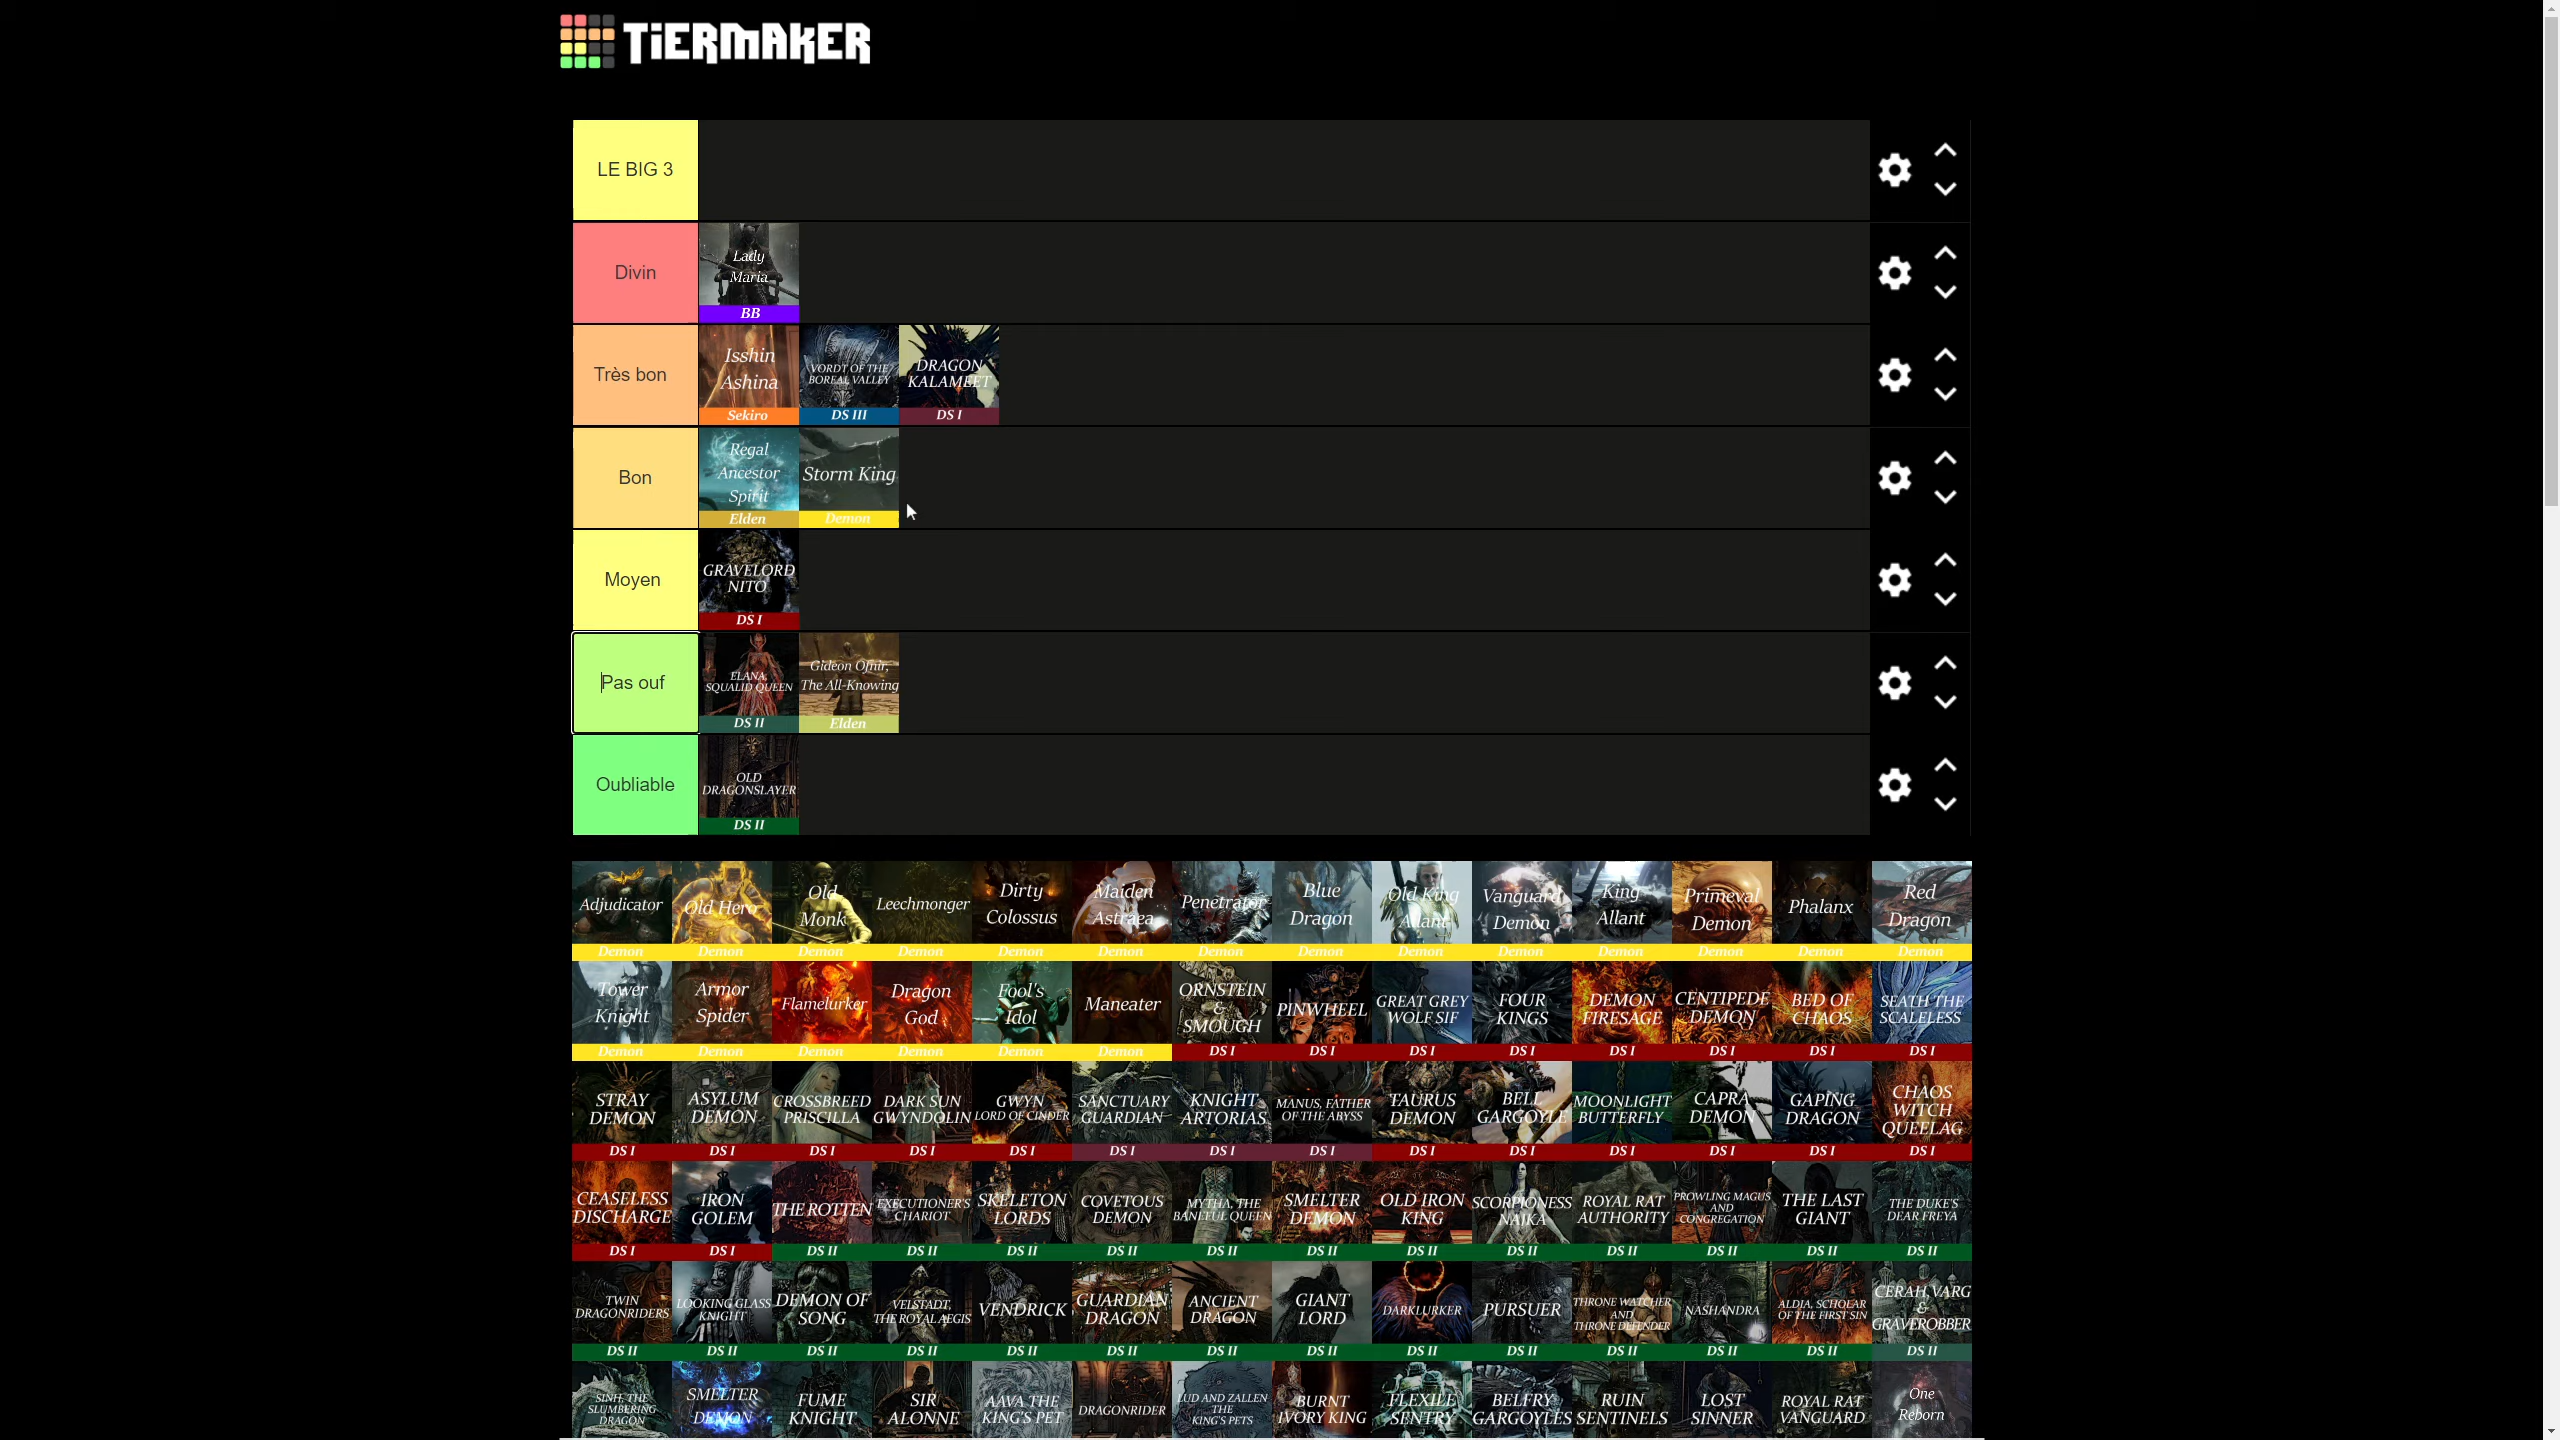 TiERMAKER
LE BIG 3
Divin
Lady
Maria
BB
Très bon
Isshin
Ashina
Sekiro
VORDT OF THE
BOREAL VALLEY
DS III
DRAGON
KALAMEET
DS I
Bon
Regal
Ancestor
Spirit
Elden
Storm King
Demon
Moyen
GRAVELORD
NITO
DS I
Pas ouf
ELANA,
SQUALID QUEEN
DS II
Gideon Ofnir,
The All-Knowing
Elden
Oubliable
OLD
DRAGONSLAYER
DS II
Adjudicator
Demon
Old Hero
Demon
Old
Monk
Demon
Leechmonger
Demon
Dirty
Colossus
Demon
Maiden
Astraea
Demon
Penetrator
Demon
Blue
Dragon
Demon
Old King
Allant
Demon
Vanguard
Demon
Demon
King
Allant
Demon
Primeval
Demon
Demon
Phalanx
Demon
Red
Dragon
Demon
Tower
Knight
Demon
Armor
Spider
Demon
Flamelurker
Demon
Dragon
God
Demon
Fool's
Idol
Demon
Maneater
Demon
ORNSTEIN
&
SMOUGH
DS I
PINWHEEL
DS I
GREAT GREY
WOLF SIF
DS I
FOUR
KINGS
DS I
DEMON
FIRESAGE
DS I
CENTIPEDE
DEMON
DS I
BED OF
CHAOS
DS I
SEATH THE
SCALELESS
DS I
STRAY
DEMON
DS I
ASYLUM
DEMON
DS I
CROSSBREED
PRISCILLA
DS I
DARK SUN
GWYNDOLIN
DS I
GWYN
LORD OF CINDER
DS I
SANCTUARY
GUARDIAN
DS I
KNIGHT
ARTORIAS
DS I
MANUS, FATHER
OF THE ABYSS
DS I
TAURUS
DEMON
DS I
BELL
GARGOYLE
DS I
MOONLIGHT
BUTTERFLY
DS I
CAPRA
DEMON
DS I
GAPING
DRAGON
DS I
CHAOS
WITCH
QUEELAG
DS I
CEASELESS
DISCHARGE
DS I
IRON
GOLEM
DS I
THE ROTTEN
DS II
EXECUTIONER'S
CHARIOT
DS II
SKELETON
LORDS
DS II
COVETOUS
DEMON
DS II
MYTHA, THE
BANEFUL QUEEN
DS II
SMELTER
DEMON
DS II
OLD IRON
KING
DS II
SCORPIONESS
NAJKA
DS II
ROYAL RAT
AUTHORITY
DS II
PROWLING MAGUS
AND
CONGREGATION
DS II
THE LAST
GIANT
DS II
THE DUKE'S
DEAR FREYA
DS II
TWIN
DRAGONRIDERS
DS II
LOOKING GLASS
KNIGHT
DS II
DEMON OF
SONG
DS II
VELSTADT,
THE ROYAL AEGIS
DS II
VENDRICK
DS II
GUARDIAN
DRAGON
DS II
ANCIENT
DRAGON
DS II
GIANT
LORD
DS II
DARKLURKER
DS II
PURSUER
DS II
THRONE WATCHER
AND
THRONE DEFENDER
DS II
NASHANDRA
DS II
ALDIA, SCHOLAR
OF THE FIRST SIN
DS II
CERAH, VARG
&
GRAVEROBBER
DS II
SINH, THE
SLUMBERING
DRAGON
SMELTER
DEMON
FUME
KNIGHT
SIR
ALONNE
AAVA THE
KING'S PET
DRAGONRIDER
LUD AND ZALLEN
THE
KING'S PETS
BURNT
IVORY KING
FLEXILE
SENTRY
BELFRY
GARGOYLES
RUIN
SENTINELS
LOST
SINNER
ROYAL RAT
VANGUARD
One
Reborn